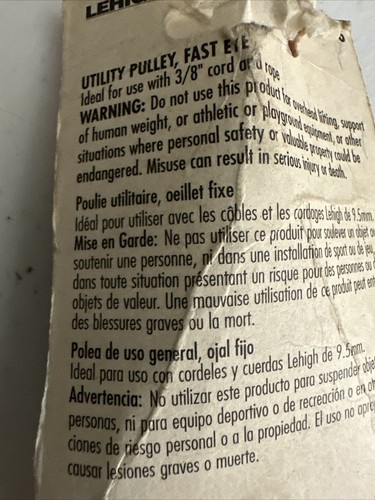 LEHIG
UTILITY PULLEY, FAST EYE
Ideal for use with 3/8" cord and rope
WARNING: Do not use this product for overhead lifting, support
of human weight, or athletic or playground equipment, or other
situations where personal safety or valuable property could be
endangered. Misuse can result in serious injury or death.
Poulie utilitaire, oeillet fixe
Idéal pour utiliser avec les câbles et les cordages Lehigh de 9.5mm.
Mise en Garde: Ne pas utiliser ce produit pour soulever un objet ou
soutenir une personne, ni dans une installation de sport ou de jeu,
dans toute situation présentant un risque pour des personnes ou d
objets de valeur. Une mauvaise utilisation de ce produit peut ent
des blessures graves ou la mort.
Polea de uso general, ojal fijo
Ideal para uso con cordeles y cuerdas Lehigh de 9.5mm.
Advertencia: No utilizar este producto para suspender obje
personas, ni para equipo deportivo o de recreación o en ot
ciones de riesgo personal o a la propiedad. El uso no apro
causar lesiones graves o muerte.